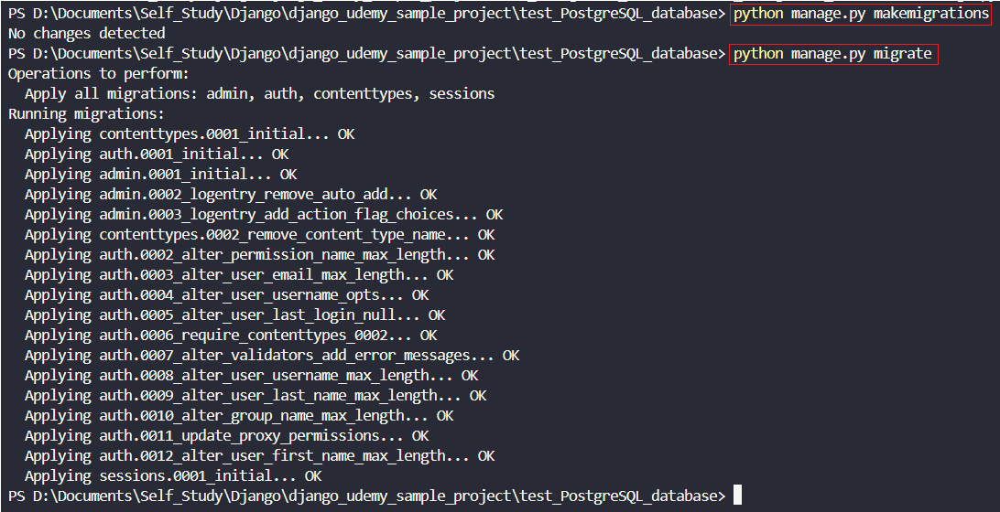 PS D:\Documents\Self_Study\Django\django_udemy_sample_project\test_PostgreSQL_database> python manage.py makemigrations
No changes detected
PS D:\Documents\Self_Study\Django\django_udemy_sample_project\test_PostgreSQL_database> python manage.py migrate
Operations to perform:
  Apply all migrations: admin, auth, contenttypes, sessions
Running migrations:
  Applying contenttypes.0001_initial... OK
  Applying auth.0001_initial... OK
  Applying admin.0001_initial... OK
  Applying admin.0002_logentry_remove_auto_add... OK
  Applying admin.0003_logentry_add_action_flag_choices... OK
  Applying contenttypes.0002_remove_content_type_name... OK
  Applying auth.0002_alter_permission_name_max_length... OK
  Applying auth.0003_alter_user_email_max_length... OK
  Applying auth.0004_alter_user_username_opts... OK
  Applying auth.0005_alter_user_last_login_null... OK
  Applying auth.0006_require_contenttypes_0002... OK
  Applying auth.0007_alter_validators_add_error_messages... OK
  Applying auth.0008_alter_user_username_max_length... OK
  Applying auth.0009_alter_user_last_name_max_length... OK
  Applying auth.0010_alter_group_name_max_length... OK
  Applying auth.0011_update_proxy_permissions... OK
  Applying auth.0012_alter_user_first_name_max_length... OK
  Applying sessions.0001_initial... OK
PS D:\Documents\Self_Study\Django\django_udemy_sample_project\test_PostgreSQL_database>